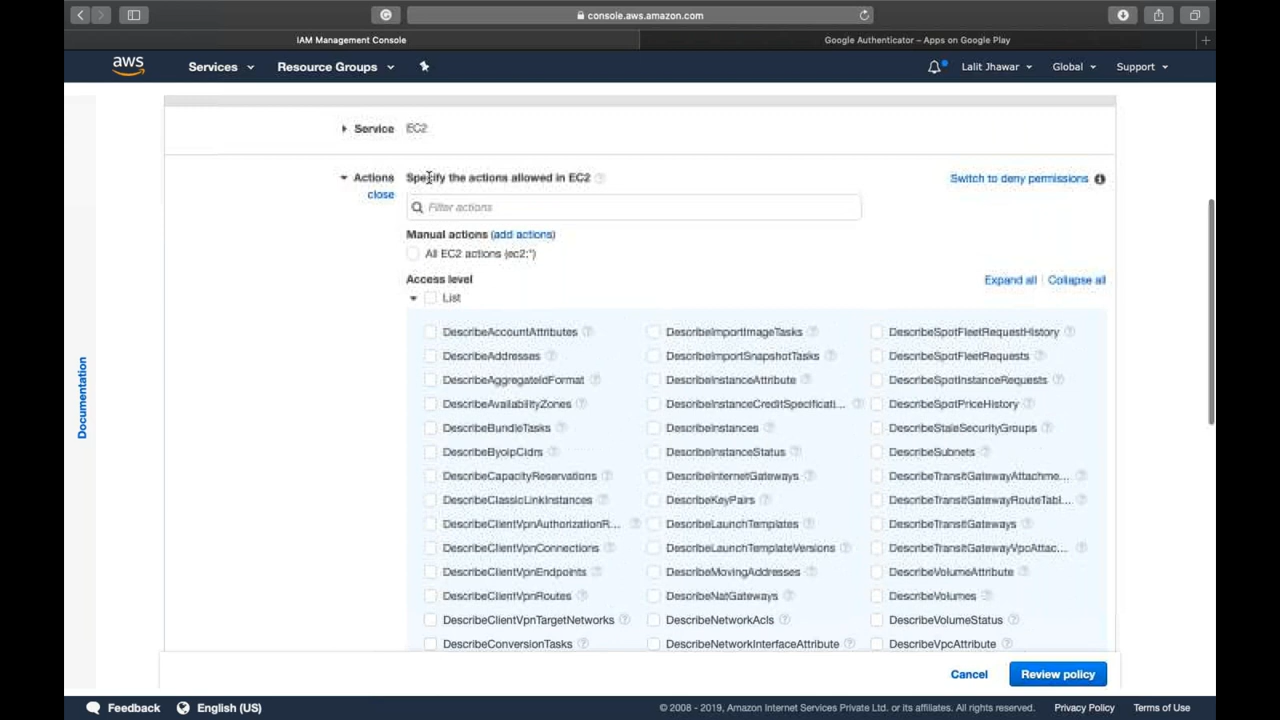 console.aws.amazon.com
IAM Management Console
Google Authenticator – Apps on Google Play
aws
Services
Resource Groups
Lalit Jhawar
Global
Support
Service
EC2
Actions
close
Specify the actions allowed in EC2
Switch to deny permissions
Filter actions
Manual actions (add actions)
All EC2 actions (ec2:*)
Access level
Expand all | Collapse all
List
DescribeAccountAttributes
DescribeImportImageTasks
DescribeSpotFleetRequestHistory
DescribeAddresses
DescribeImportSnapshotTasks
DescribeSpotFleetRequests
DescribeAggregateIdFormat
DescribeInstanceAttribute
DescribeSpotInstanceRequests
DescribeAvailabilityZones
DescribeInstanceCreditSpecificati...
DescribeSpotPriceHistory
DescribeBundleTasks
DescribeInstances
DescribeStaleSecurityGroups
DescribeByoipCidrs
DescribeInstanceStatus
DescribeSubnets
DescribeCapacityReservations
DescribeInternetGateways
DescribeTransitGatewayAttachme...
DescribeClassicLinkInstances
DescribeKeyPairs
DescribeTransitGatewayRouteTabl...
DescribeClientVpnAuthorizationR...
DescribeLaunchTemplates
DescribeTransitGateways
DescribeClientVpnConnections
DescribeLaunchTemplateVersions
DescribeTransitGatewayVpcAttac...
DescribeClientVpnEndpoints
DescribeMovingAddresses
DescribeVolumeAttribute
DescribeClientVpnRoutes
DescribeNatGateways
DescribeVolumes
DescribeClientVpnTargetNetworks
DescribeNetworkAcls
DescribeVolumeStatus
DescribeConversionTasks
DescribeNetworkInterfaceAttribute
DescribeVpcAttribute
Documentation
Cancel
Review policy
Feedback
English (US)
© 2008 - 2019, Amazon Internet Services Private Ltd. or its affiliates. All rights reserved.
Privacy Policy
Terms of Use